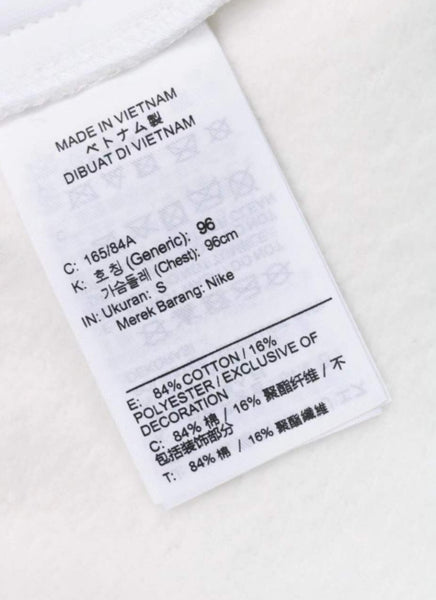 MADE IN VIETNAM
ベトナム製
DIBUAT DI VIETNAM
C: 165/84A
K: 호칭 (Generic): 96
가슴둘레 (Chest): 96cm
IN: Ukuran: S
Merek Barang: Nike
E: 84% COTTON / 16%
POLYESTER / EXCLUSIVE OF
DECORATION
C: 84% 棉 / 16% 聚酯纤维 / 不
包括装饰部分
T: 84% 棉 / 16% 聚酯纖維